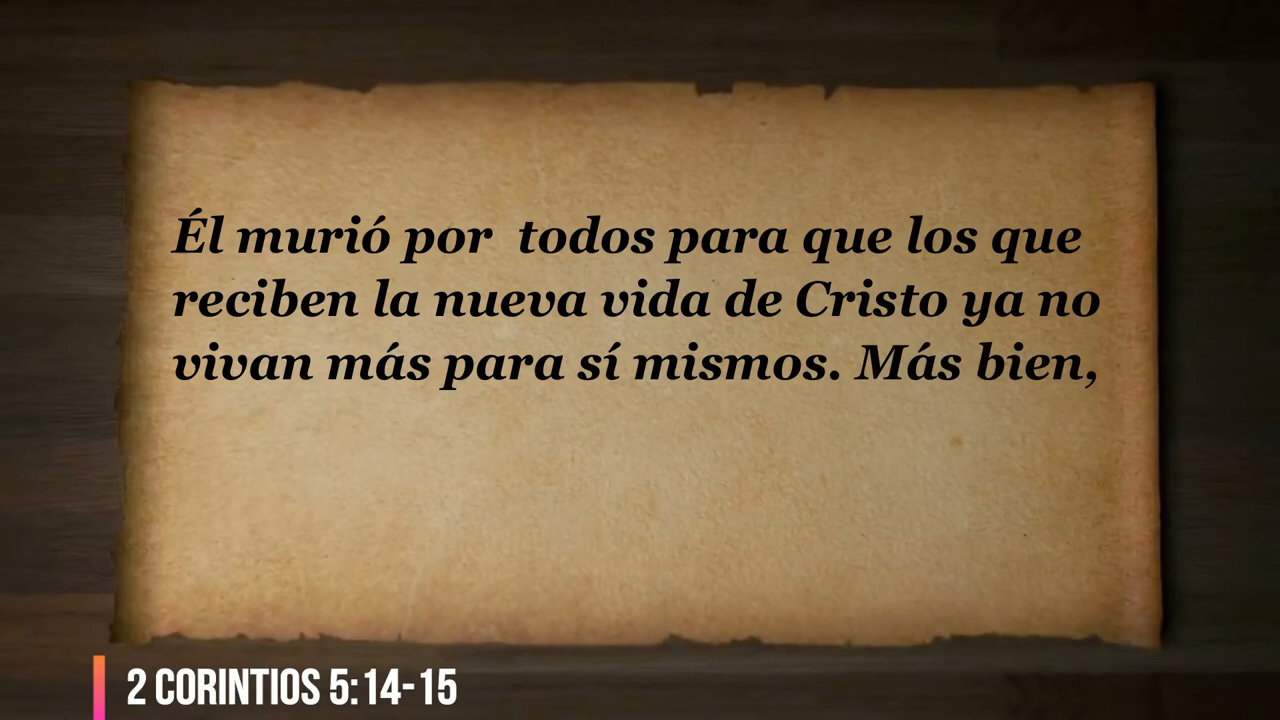 Él murió por  todos para que los que
reciben la nueva vida de Cristo ya no
vivan más para sí mismos. Más bien,
2 CORINTIOS 5:14-15